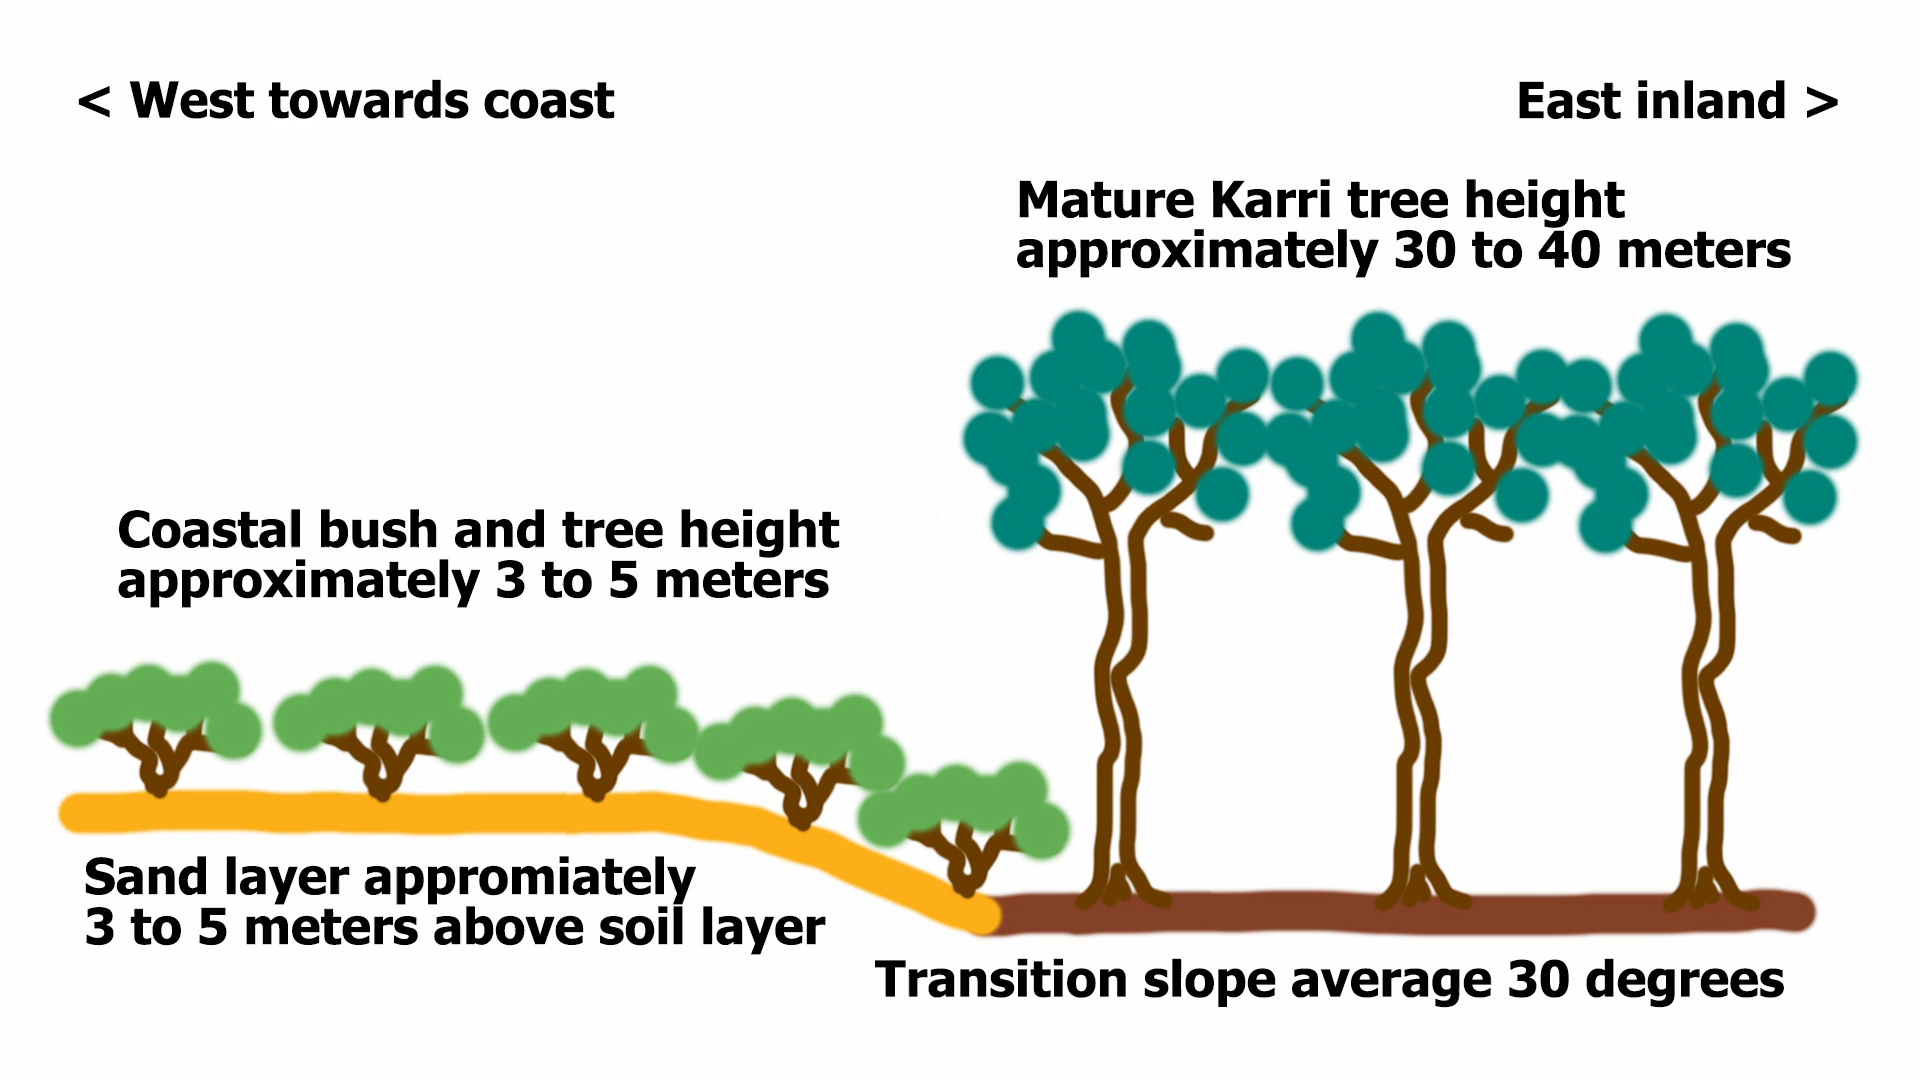 < West towards coast
East inland >
Mature Karri tree height
approximately 30 to 40 meters
Coastal bush and tree height
approximately 3 to 5 meters
Sand layer appromiately
3 to 5 meters above soil layer
Transition slope average 30 degrees